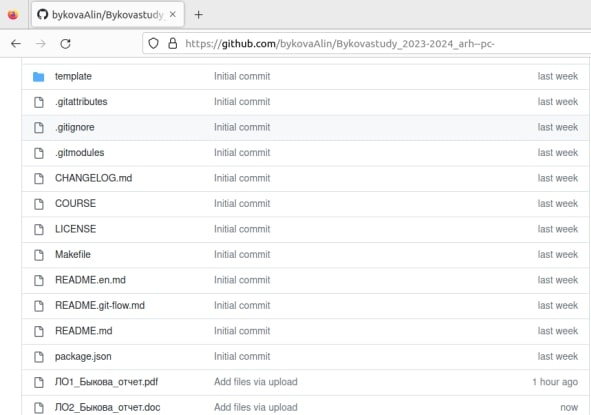 bykovaAlin/Bykovastudy_
https://github.com/bykovaAlin/Bykovastudy_2023-2024_arh--pc-
template Initial commit last week
.gitattributes Initial commit last week
.gitignore Initial commit last week
.gitmodules Initial commit last week
CHANGELOG.md Initial commit last week
COURSE Initial commit last week
LICENSE Initial commit last week
Makefile Initial commit last week
README.en.md Initial commit last week
README.git-flow.md Initial commit last week
README.md Initial commit last week
package.json Initial commit last week
ЛО1_Быкова_отчет.pdf Add files via upload 1 hour ago
ЛО2_Быкова_отчет.doc Add files via upload now